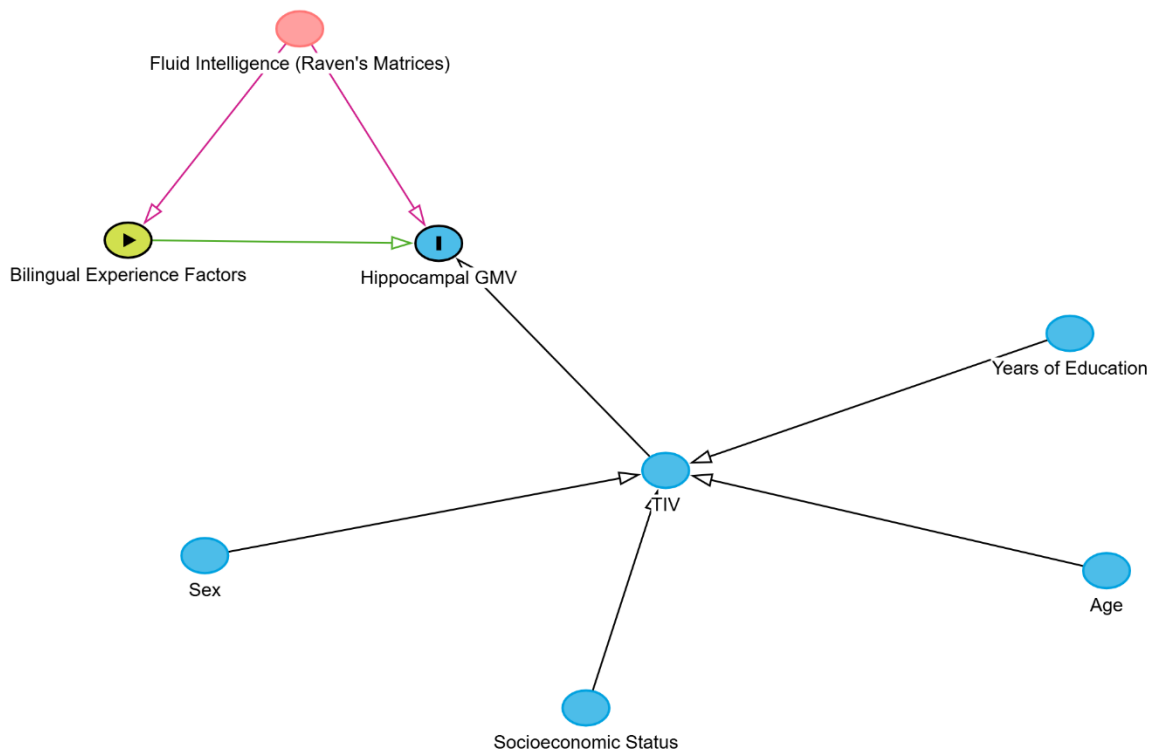 Fluid Intelligence (Raven's Matrices)
Bilingual Experience Factors
Hippocampal GMV
Years of Education
TIV
Sex
Age
Socioeconomic Status